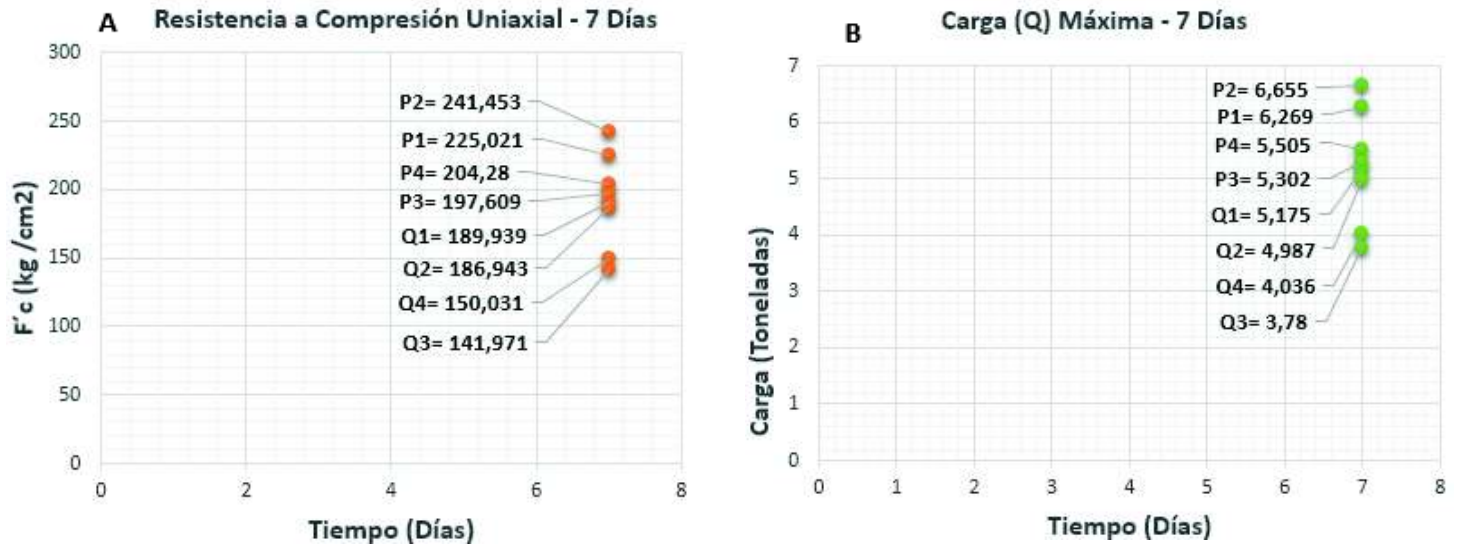 A
Resistencia a Compresión Uniaxial - 7 Días
300
250
200
150
100
50
0
F´c (kg /cm2)
P2= 241,453
P1= 225,021
P4= 204,28
P3= 197,609
Q1= 189,939
Q2= 186,943
Q4= 150,031
Q3= 141,971
0 2 4 6 8
Tiempo (Días)
B
Carga (Q) Máxima - 7 Días
7
6
5
4
3
2
1
0
Carga (Toneladas)
P2= 6,655
P1= 6,269
P4= 5,505
P3= 5,302
Q1= 5,175
Q2= 4,987
Q4= 4,036
Q3= 3,78
0 1 2 3 4 5 6 7 8
Tiempo (Días)